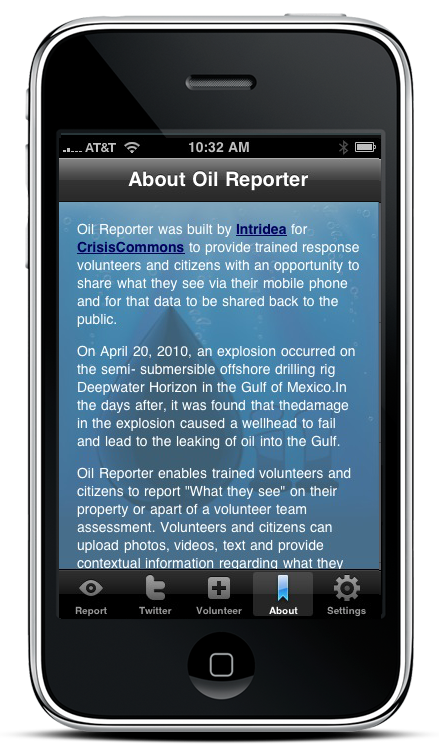 AT&T 10:32 AM
About Oil Reporter
Oil Reporter was built by Intridea for
CrisisCommons to provide trained response
volunteers and citizens with an opportunity to
share what they see via their mobile phone
and for that data to be shared back to the
public.
On April 20, 2010, an explosion occurred on
the semi- submersible offshore drilling rig
Deepwater Horizon in the Gulf of Mexico.In
the days after, it was found that thedamage
in the explosion caused a wellhead to fail
and lead to the leaking of oil into the Gulf.
Oil Reporter enables trained volunteers and
citizens to report "What they see" on their
property or apart of a volunteer team
assessment. Volunteers and citizens can
upload photos, videos, text and provide
contextual information regarding what they
Report Twitter Volunteer About Settings